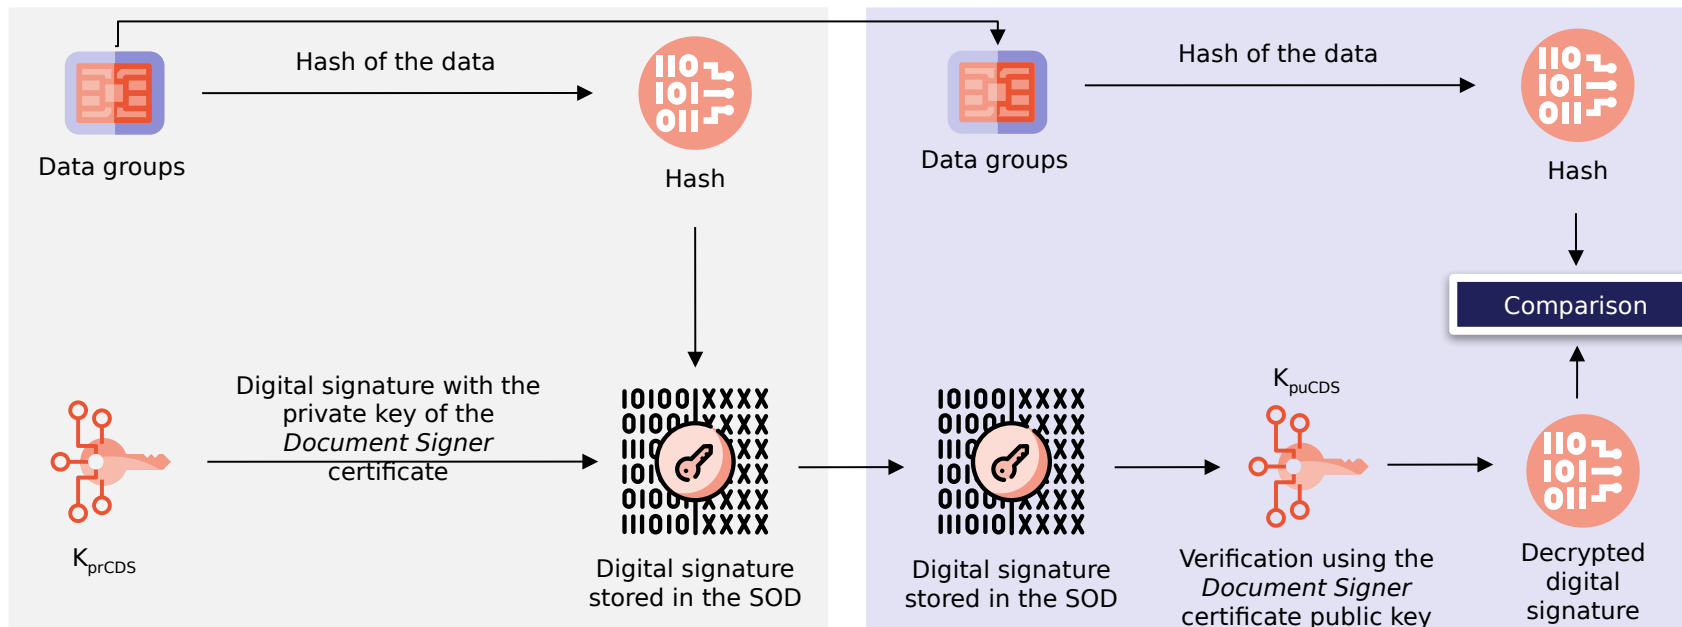 Hash of the data
Data groups
Hash
Digital signature with the
private key of the
Document Signer
certificate
KprCDS
Digital signature
stored in the SOD
Hash of the data
Data groups
Hash
Comparison
KpuCDS
Digital signature
stored in the SOD
Verification using the
Document Signer
certificate public key
Decrypted
digital
signature